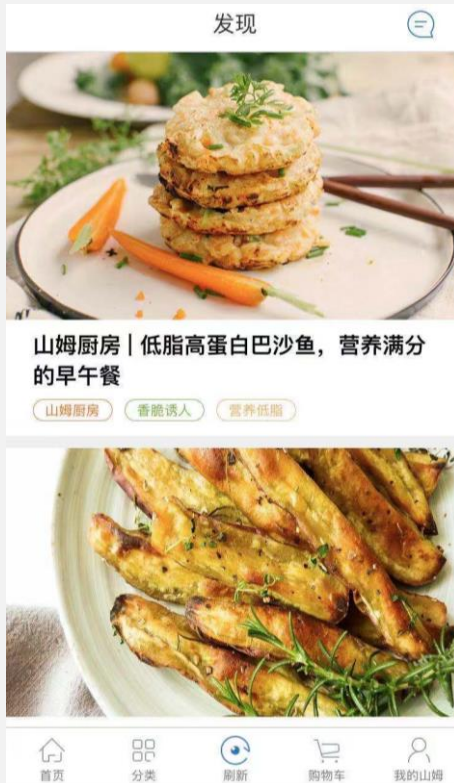 发现
山姆厨房 | 低脂高蛋白巴沙鱼，营养满分
的早午餐
山姆厨房 香脆诱人 营养低脂
首页 分类 刷新 购物车 我的山姆